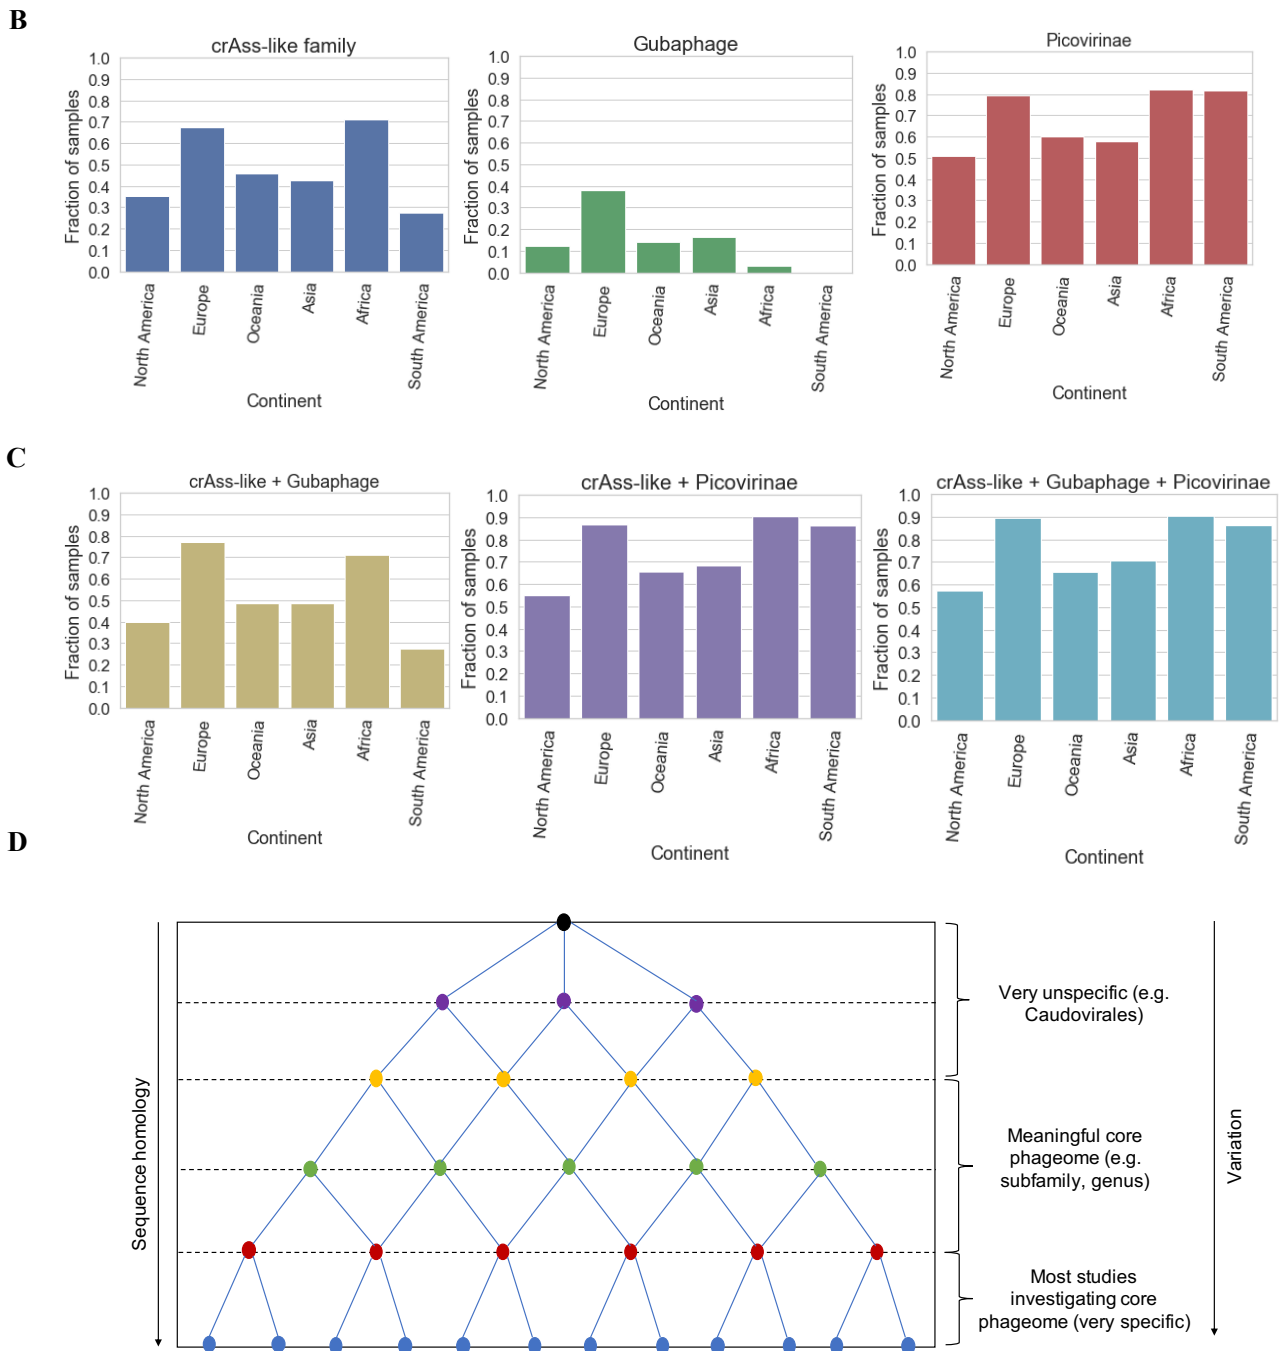 B
crAss-like family
Fraction of samples
1.0
0.9
0.8
0.7
0.6
0.5
0.4
0.3
0.2
0.1
0.0
North America
Europe
Oceania
Asia
Africa
South America
Continent
Gubaphage
Fraction of samples
1.0
0.9
0.8
0.7
0.6
0.5
0.4
0.3
0.2
0.1
0.0
North America
Europe
Oceania
Asia
Africa
South America
Continent
Picovirinae
Fraction of samples
1.0
0.9
0.8
0.7
0.6
0.5
0.4
0.3
0.2
0.1
0.0
North America
Europe
Oceania
Asia
Africa
South America
Continent
C
crAss-like + Gubaphage
Fraction of samples
1.0
0.9
0.8
0.7
0.6
0.5
0.4
0.3
0.2
0.1
0.0
North America
Europe
Oceania
Asia
Africa
South America
Continent
crAss-like + Picovirinae
Fraction of samples
1.0
0.9
0.8
0.7
0.6
0.5
0.4
0.3
0.2
0.1
0.0
North America
Europe
Oceania
Asia
Africa
South America
Continent
crAss-like + Gubaphage + Picovirinae
Fraction of samples
1.0
0.9
0.8
0.7
0.6
0.5
0.4
0.3
0.2
0.1
0.0
North America
Europe
Oceania
Asia
Africa
South America
Continent
D
Sequence homology
Very unspecific (e.g.
Caudovirales)
Meaningful core
phageome (e.g.
subfamily, genus)
Most studies
investigating core
phageome (very specific)
Variation